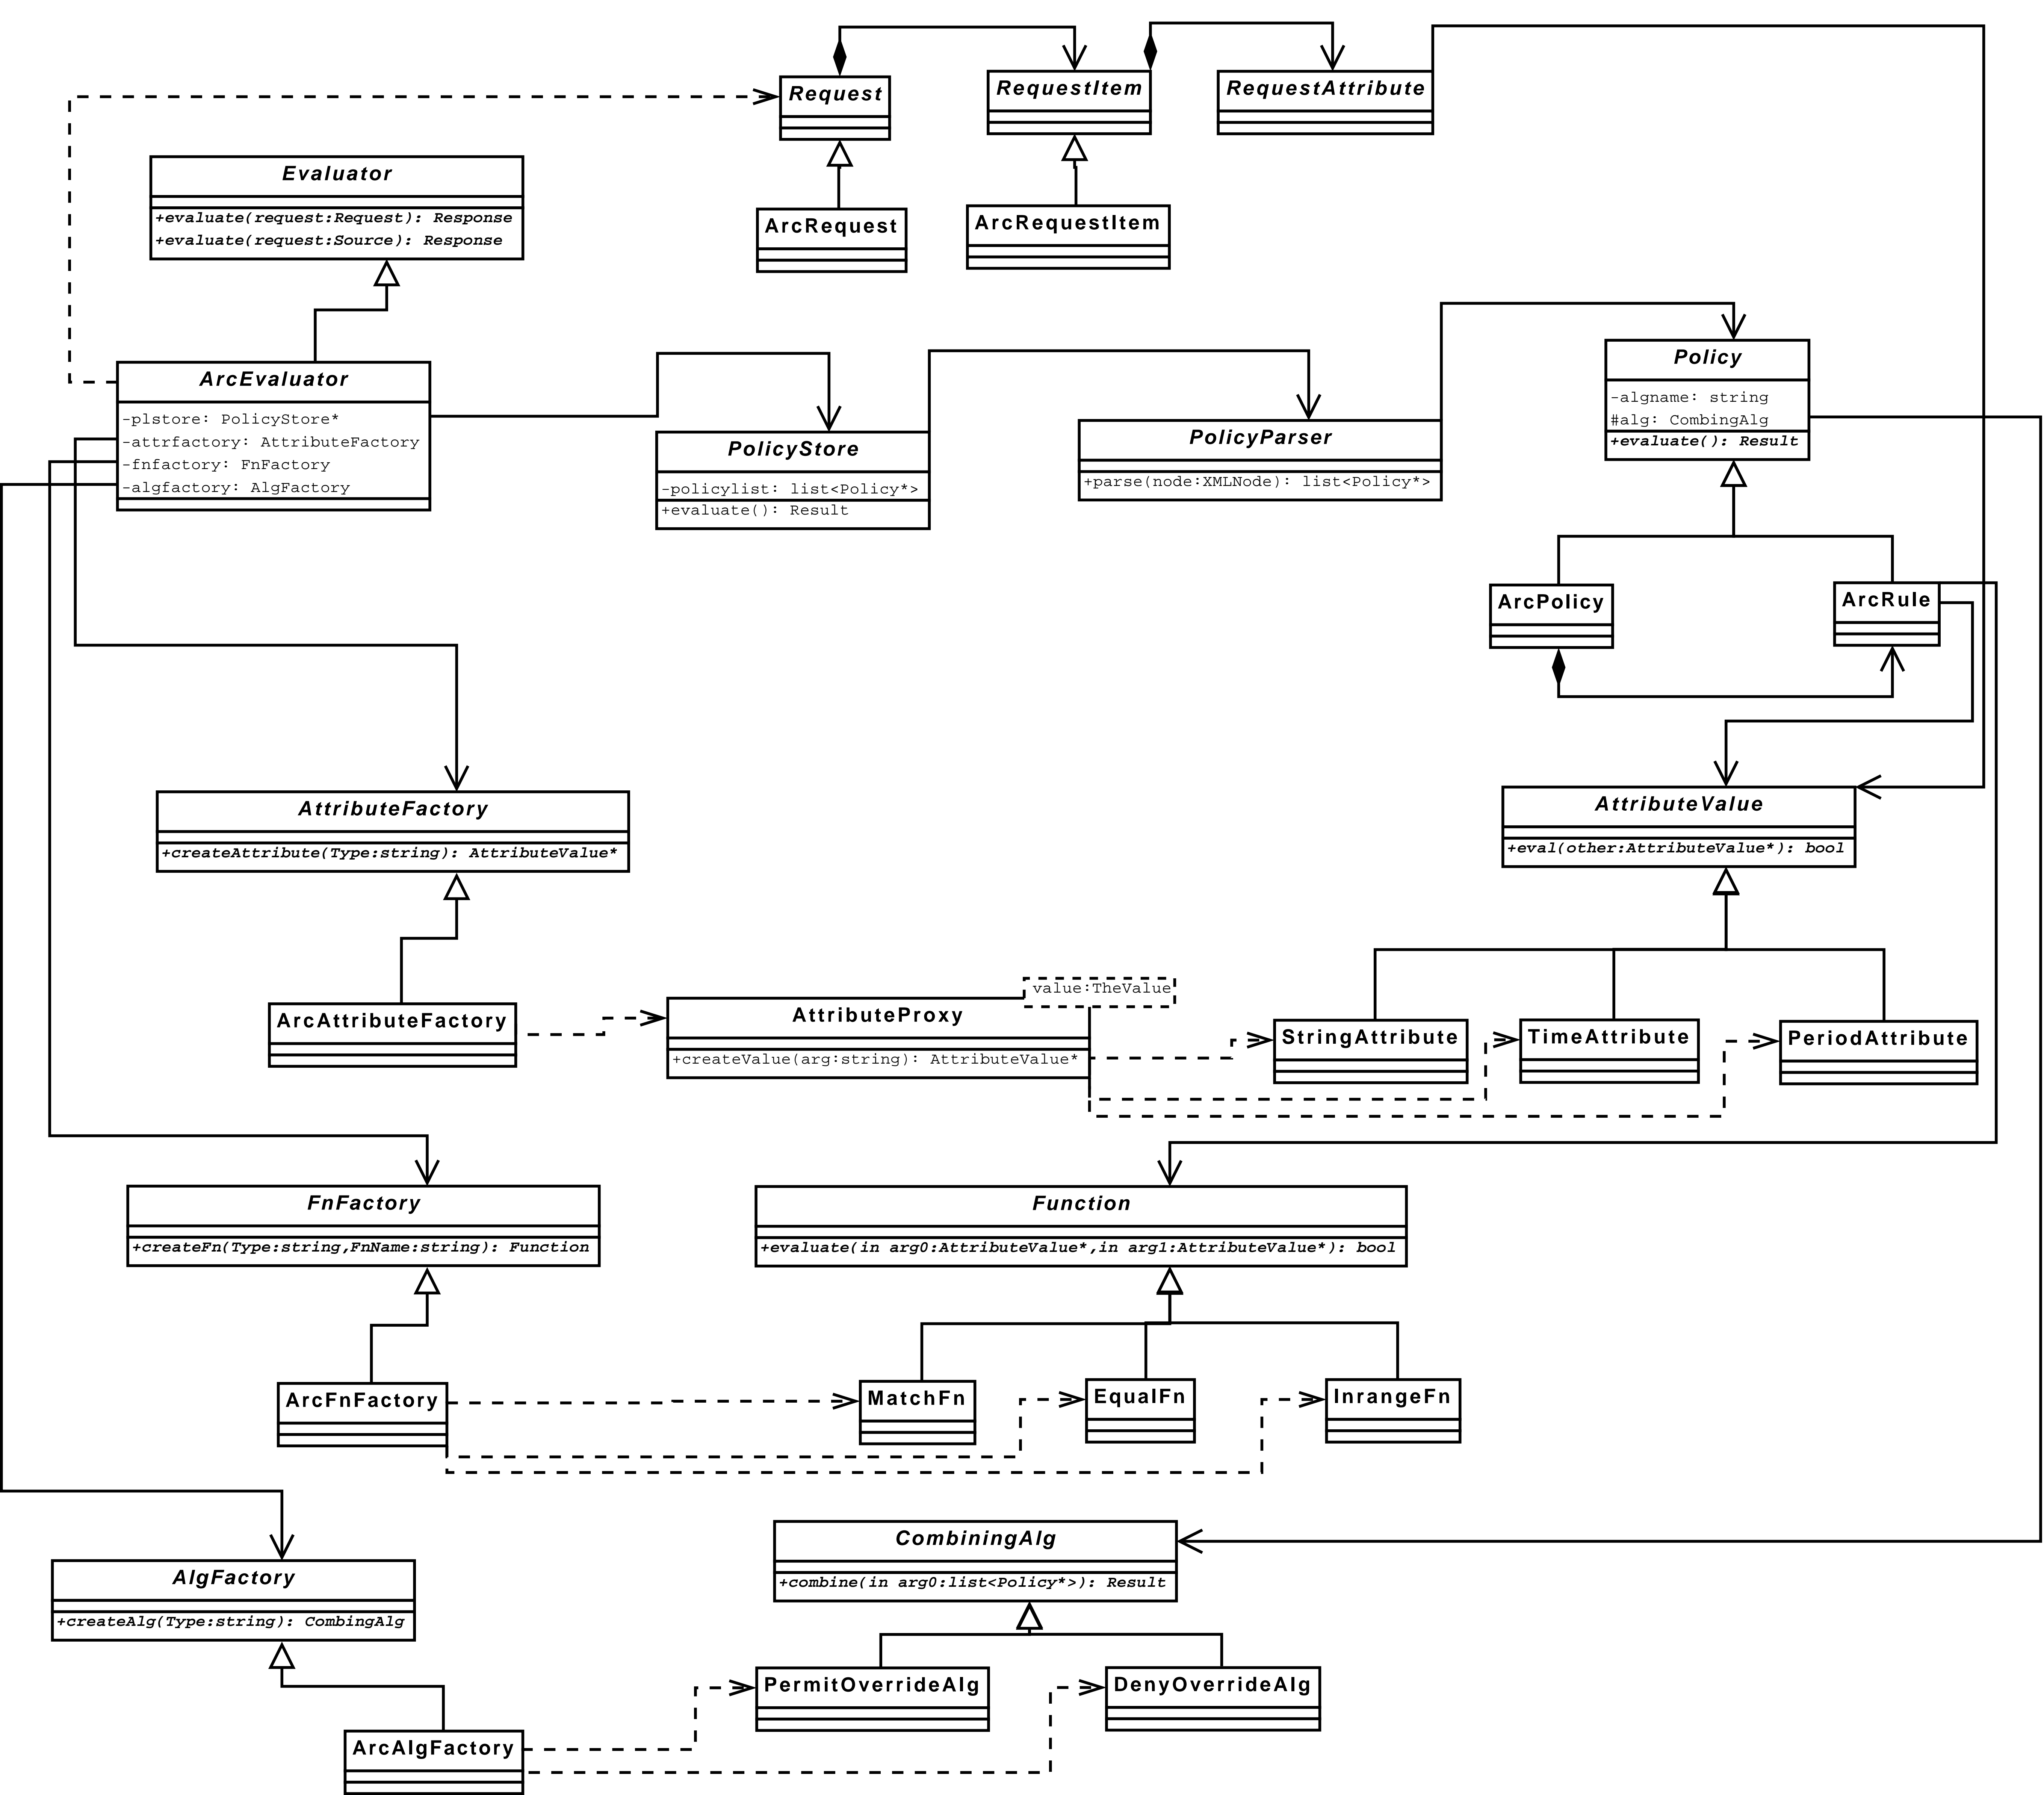 Request
RequestItem
RequestAttribute
Evaluator
+evaluate(request:Request): Response
+evaluate(request:Source): Response
ArcRequest
ArcRequestItem
ArcEvaluator
-plstore: PolicyStore*
-attrfactory: AttributeFactory
-fnfactory: FnFactory
-algfactory: AlgFactory
PolicyStore
-policylist: list<Policy*>
+evaluate(): Result
PolicyParser
+parse(node:XMLNode): list<Policy*>
Policy
-algname: string
#alg: CombingAlg
+evaluate(): Result
ArcPolicy
ArcRule
AttributeFactory
+createAttribute(Type:string): AttributeValue*
AttributeValue
+eval(other:AttributeValue*): bool
ArcAttributeFactory
value:TheValue
AttributeProxy
+createValue(arg:string): AttributeValue*
StringAttribute
TimeAttribute
PeriodAttribute
FnFactory
+createFn(Type:string,FnName:string): Function
Function
+evaluate(in arg0:AttributeValue*,in arg1:AttributeValue*): bool
ArcFnFactory
MatchFn
EqualFn
InrangeFn
AlgFactory
+createAlg(Type:string): CombingAlg
CombiningAlg
+combine(in arg0:list<Policy*>): Result
ArcAlgFactory
PermitOverrideAlg
DenyOverrideAlg